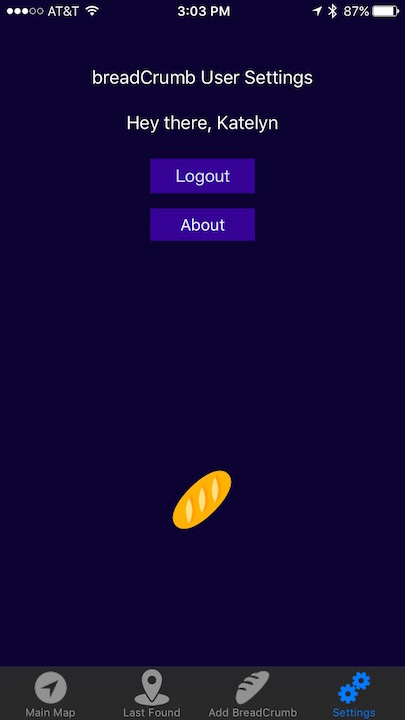 AT&T 3:03 PM 87%
breadCrumb User Settings
Hey there, Katelyn
Logout
About
Main Map Last Found Add BreadCrumb Settings